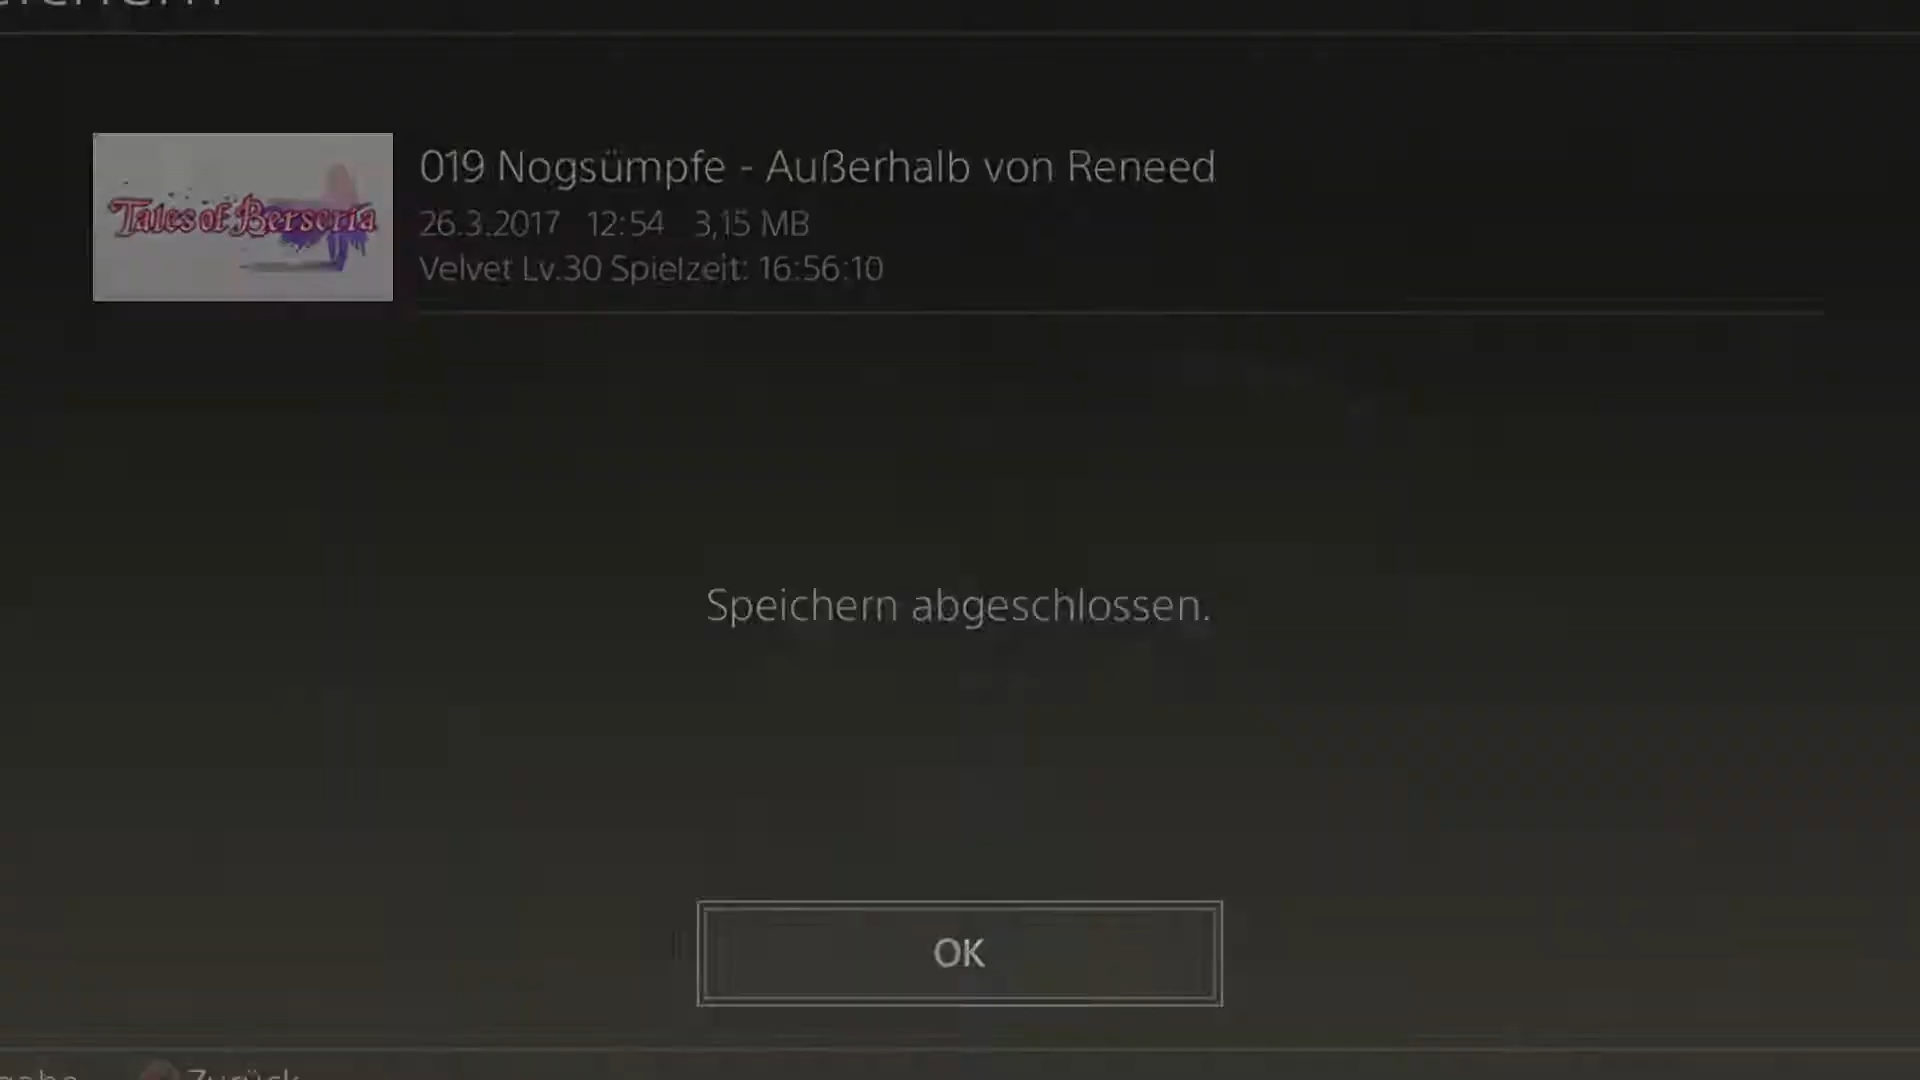 Tales of Berseria
019 Nogsümpfe - Außerhalb von Reneed
26.3.2017 12:54 3,15 MB
Velvet Lv.30 Spielzeit: 16:56:10
Speichern abgeschlossen.
OK
Zurück